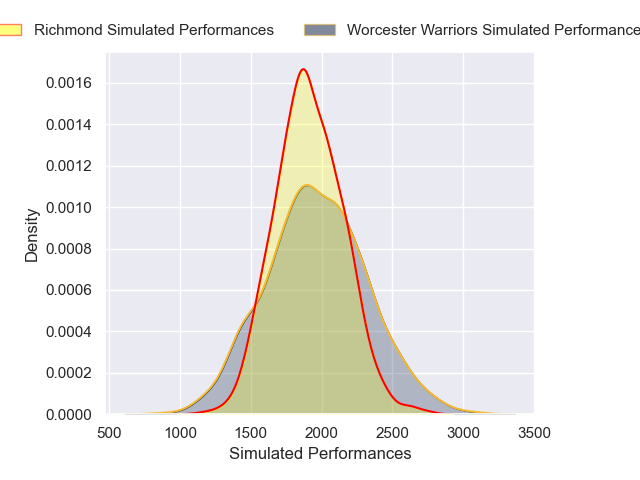 Richmond Simulated Performances
Worcester Warriors Simulated Performance
0.0016
0.0014
0.0012
0.0010
0.0008
0.0006
0.0004
0.0002
0.0000
Density
500 1000 1500 2000 2500 3000 3500
Simulated Performances